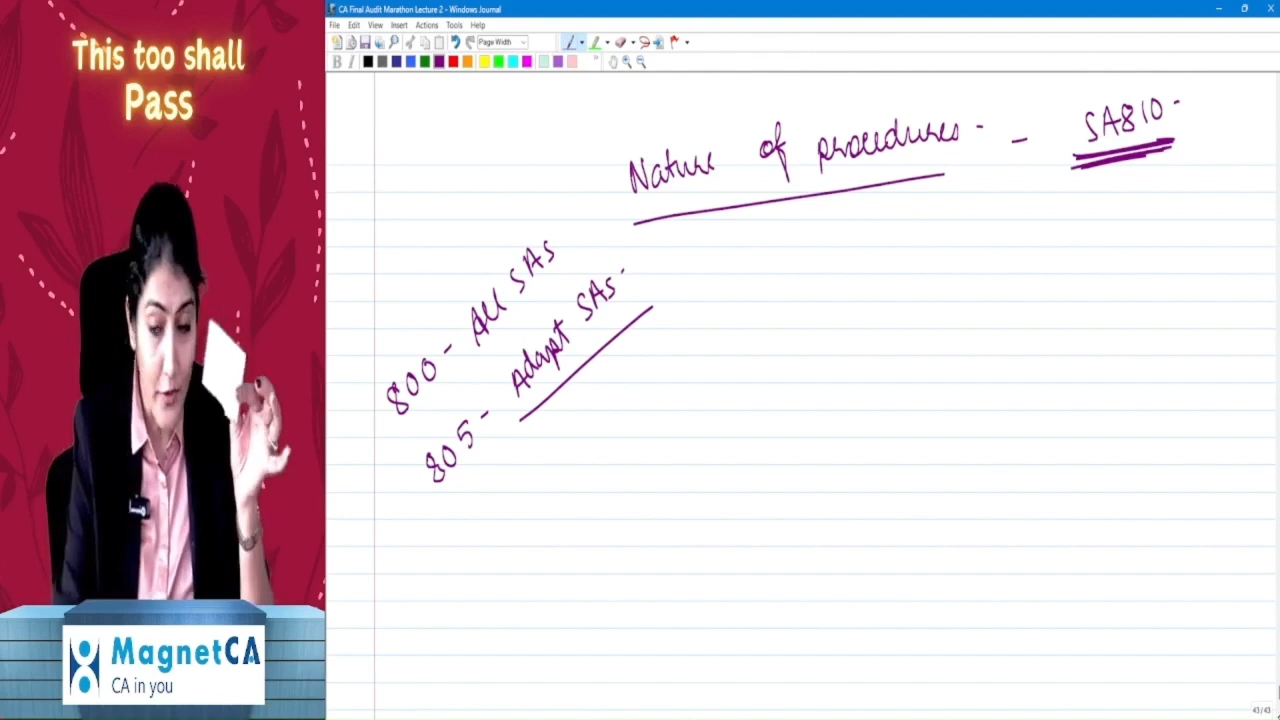 This too shall
Pass
CA Final Audit Marathon Lecture 2 - Windows Journal
File Edit View Insert Actions Tools Help
Page Width
B I
Nature of procedures - - SA810-
800 - All SAs
805 - Adapt SAs-
MagnetCA
CA in you
43/43